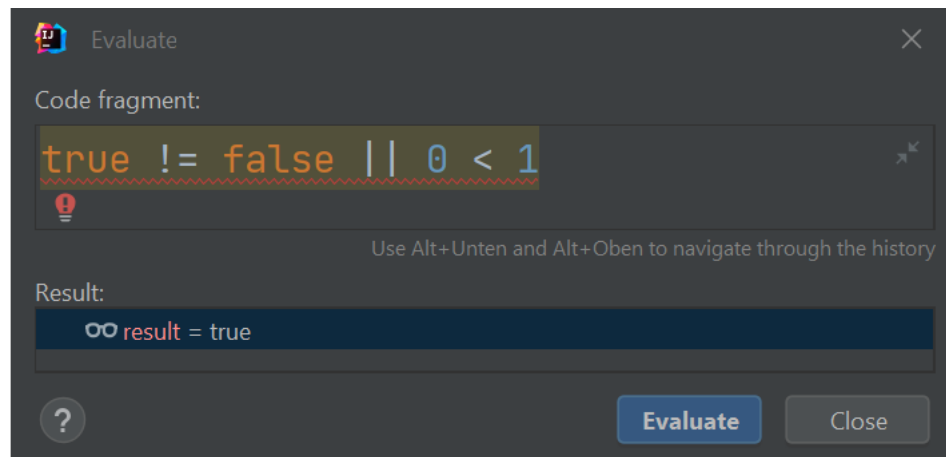 Evaluate
Code fragment:
true != false || 0 < 1
Use Alt+Unten and Alt+Oben to navigate through the history
Result:
result = true
?
Evaluate
Close